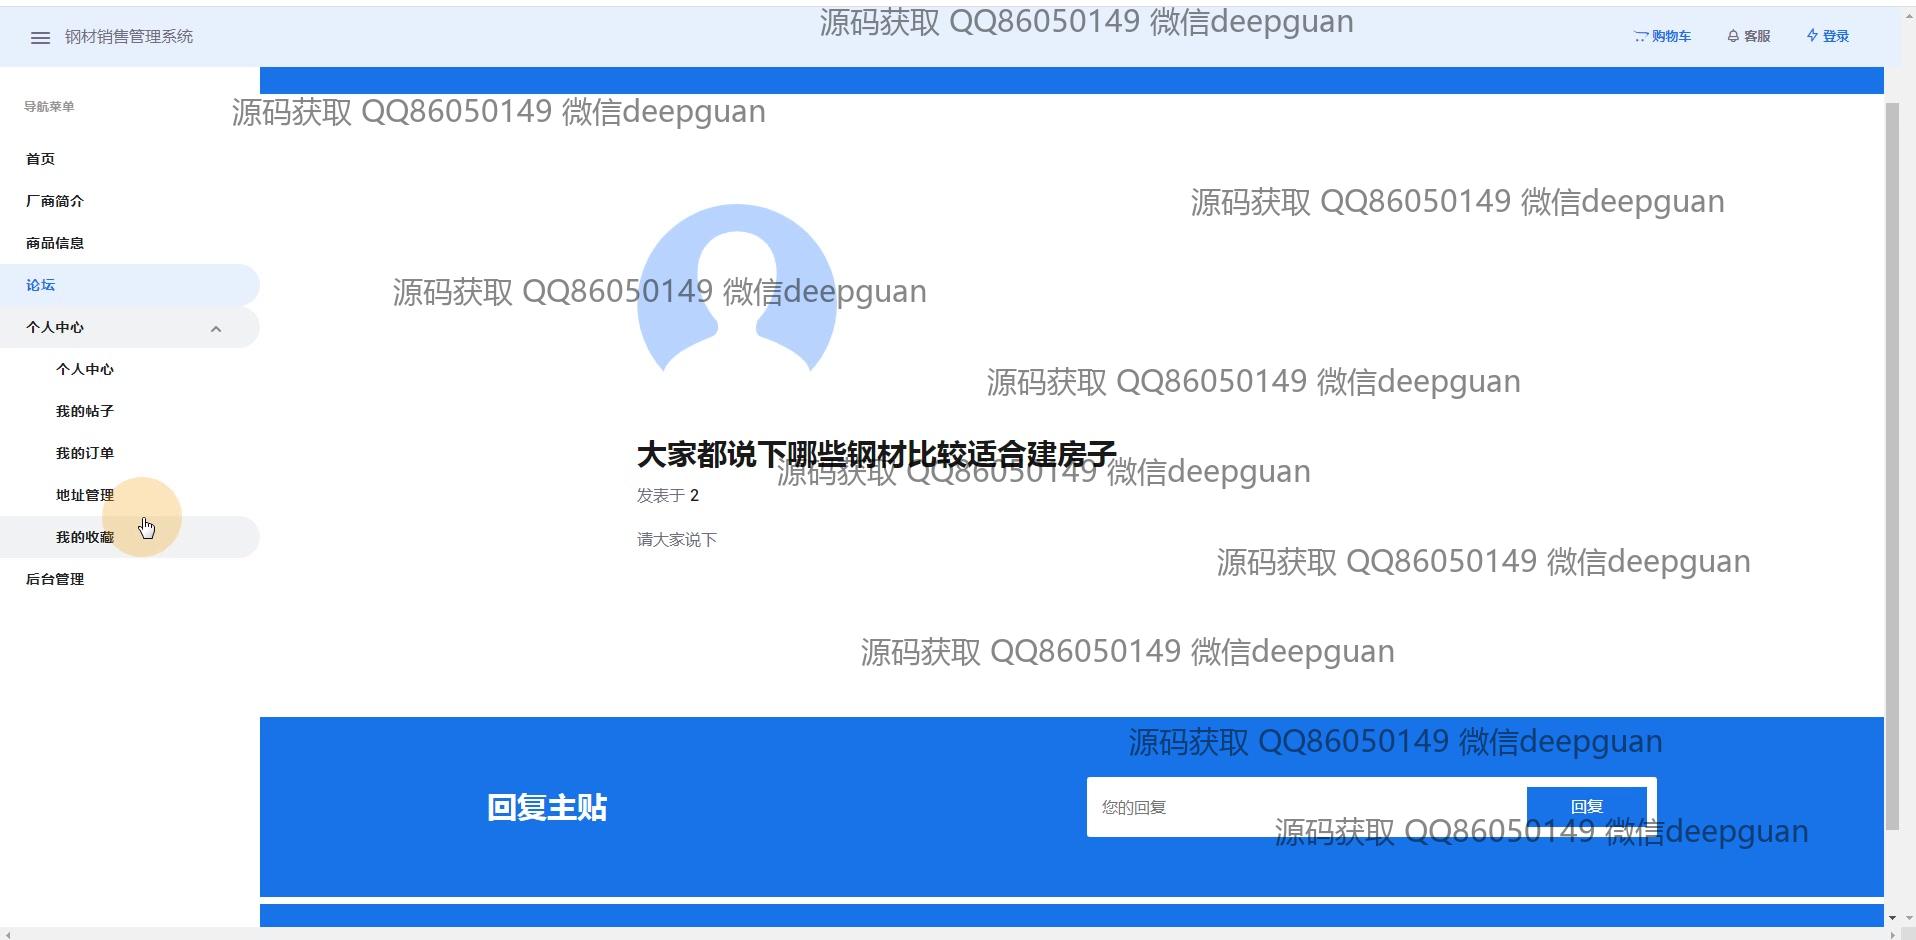 源码获取 QQ86050149 微信deepguan
钢材销售管理系统
购物车
客服
登录
导航菜单
源码获取 QQ86050149 微信deepguan
首页
厂商简介
源码获取 QQ86050149 微信deepguan
商品信息
论坛
源码获取 QQ86050149 微信deepguan
个人中心
个人中心
源码获取 QQ86050149 微信deepguan
我的帖子
我的订单
大家都说下哪些钢材比较适合建房子
源码获取 QQ86050149 微信deepguan
地址管理
发表于 2
我的收藏
请大家说下
源码获取 QQ86050149 微信deepguan
后台管理
源码获取 QQ86050149 微信deepguan
源码获取 QQ86050149 微信deepguan
回复主贴
您的回复
回复
源码获取 QQ86050149 微信deepguan